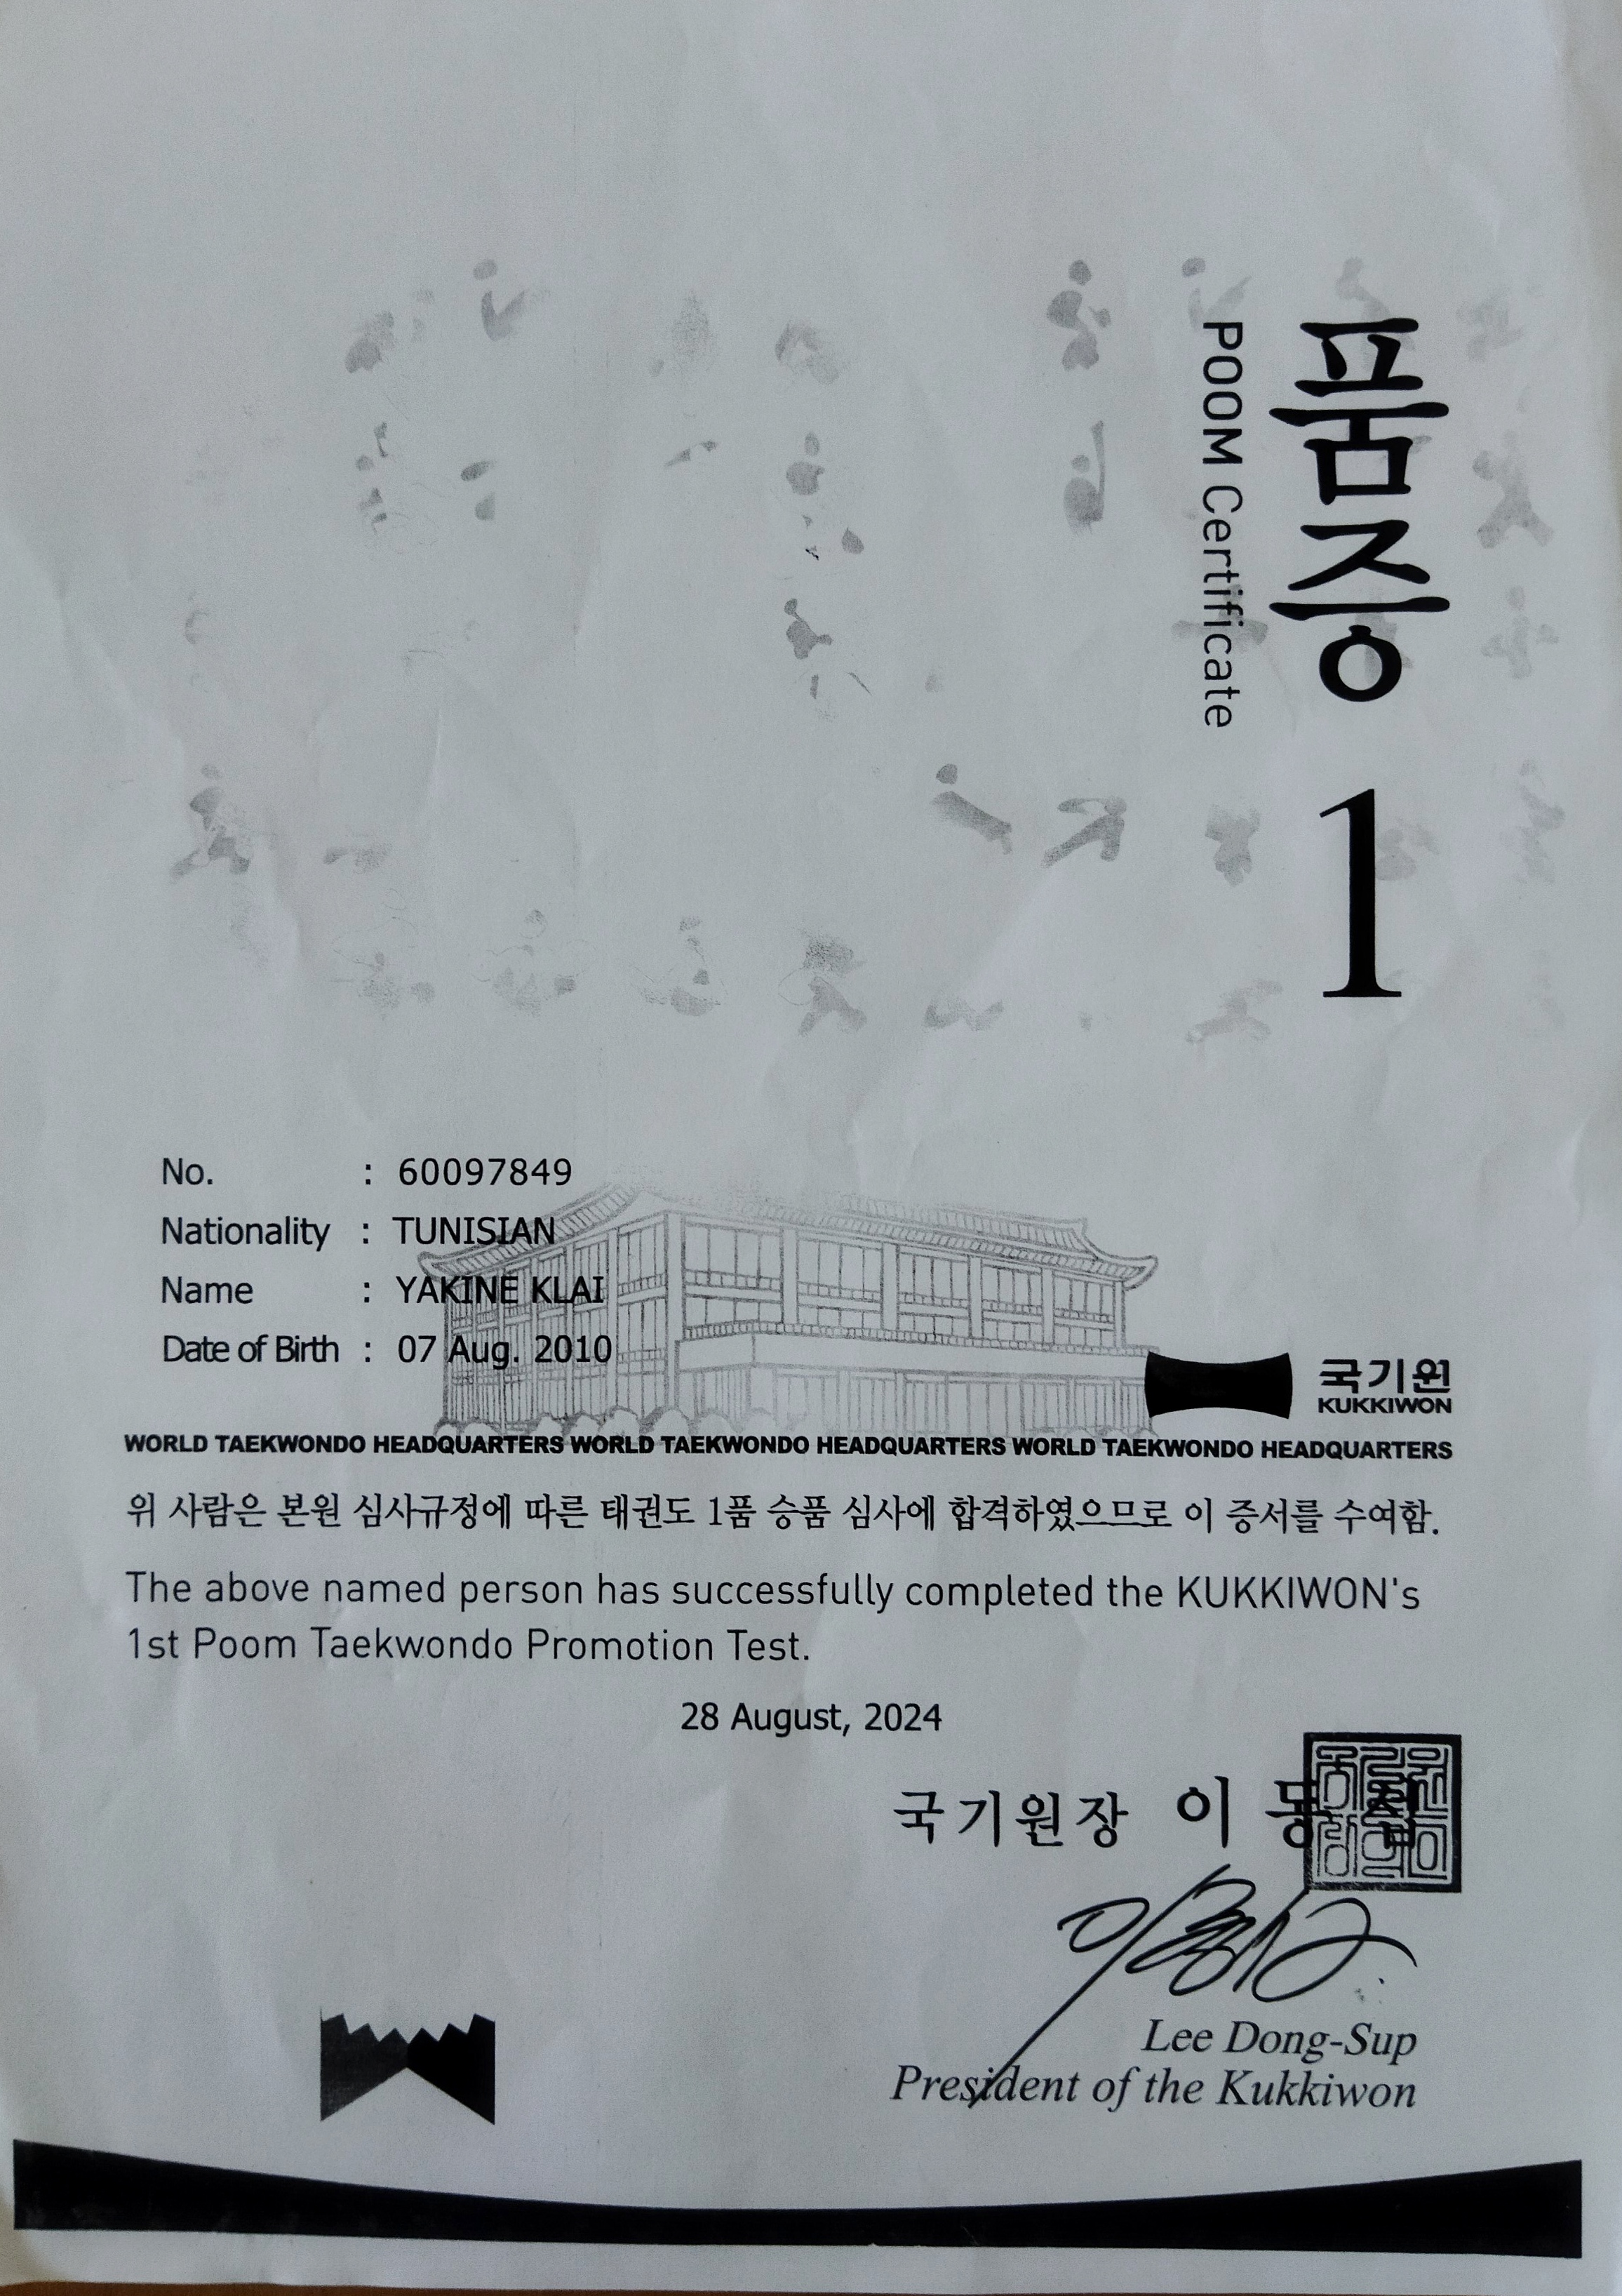 품증
POOM Certificate
1
No. : 60097849
Nationality : TUNISIAN
Name : YAKINE KLAI
Date of Birth : 07 Aug. 2010
국기원
KUKKIWON
WORLD TAEKWONDO HEADQUARTERS WORLD TAEKWONDO HEADQUARTERS WORLD TAEKWONDO HEADQUARTERS
위 사람은 본원 심사규정에 따른 태권도 1품 승품 심사에 합격하였으므로 이 증서를 수여함.
The above named person has successfully completed the KUKKIWON's
1st Poom Taekwondo Promotion Test.
28 August, 2024
국기원장 이 동 섭
Lee Dong-Sup
President of the Kukkiwon